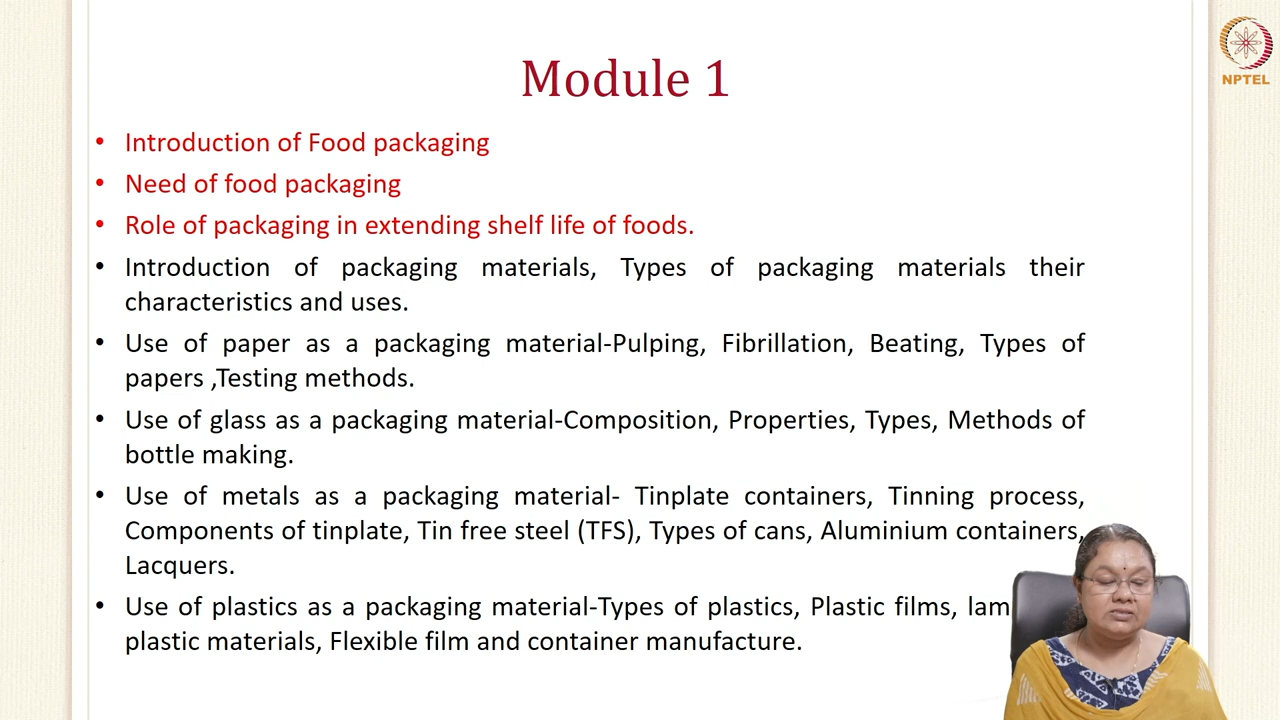 Module 1
NPTEL
• Introduction of Food packaging
• Need of food packaging
• Role of packaging in extending shelf life of foods.
• Introduction of packaging materials, Types of packaging materials their
characteristics and uses.
• Use of paper as a packaging material-Pulping, Fibrillation, Beating, Types of
papers ,Testing methods.
• Use of glass as a packaging material-Composition, Properties, Types, Methods of
bottle making.
• Use of metals as a packaging material- Tinplate containers, Tinning process,
Components of tinplate, Tin free steel (TFS), Types of cans, Aluminium containers,
Lacquers.
• Use of plastics as a packaging material-Types of plastics, Plastic films,
plastic materials, Flexible film and container manufacture.